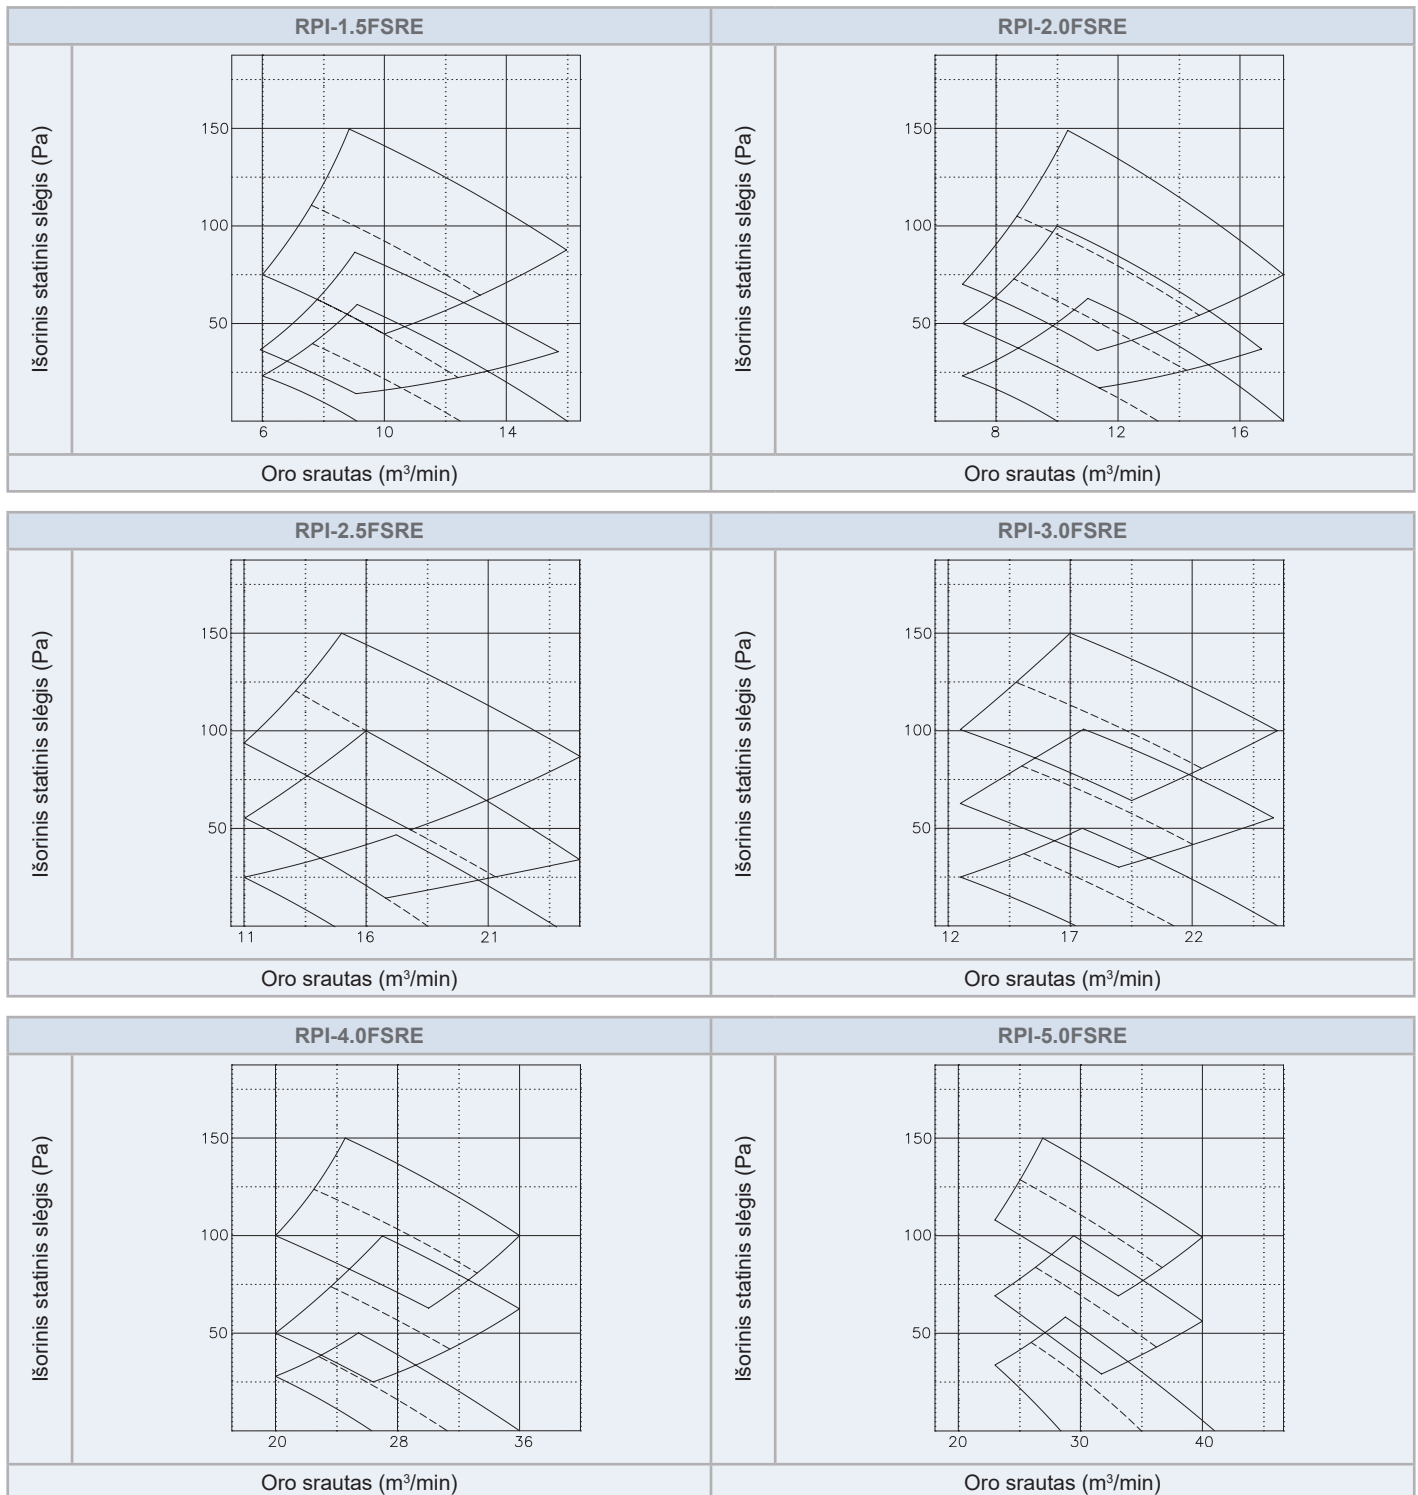 RPI-1.5FSRE
RPI-2.0FSRE
Išorinis statinis slėgis (Pa)
150
100
50
6 10 14
Išorinis statinis slėgis (Pa)
150
100
50
8 12 16
Oro srautas (m³/min)
Oro srautas (m³/min)
RPI-2.5FSRE
RPI-3.0FSRE
Išorinis statinis slėgis (Pa)
150
100
50
11 16 21
Išorinis statinis slėgis (Pa)
150
100
50
12 17 22
Oro srautas (m³/min)
Oro srautas (m³/min)
RPI-4.0FSRE
RPI-5.0FSRE
Išorinis statinis slėgis (Pa)
150
100
50
20 28 36
Išorinis statinis slėgis (Pa)
150
100
50
20 30 40
Oro srautas (m³/min)
Oro srautas (m³/min)